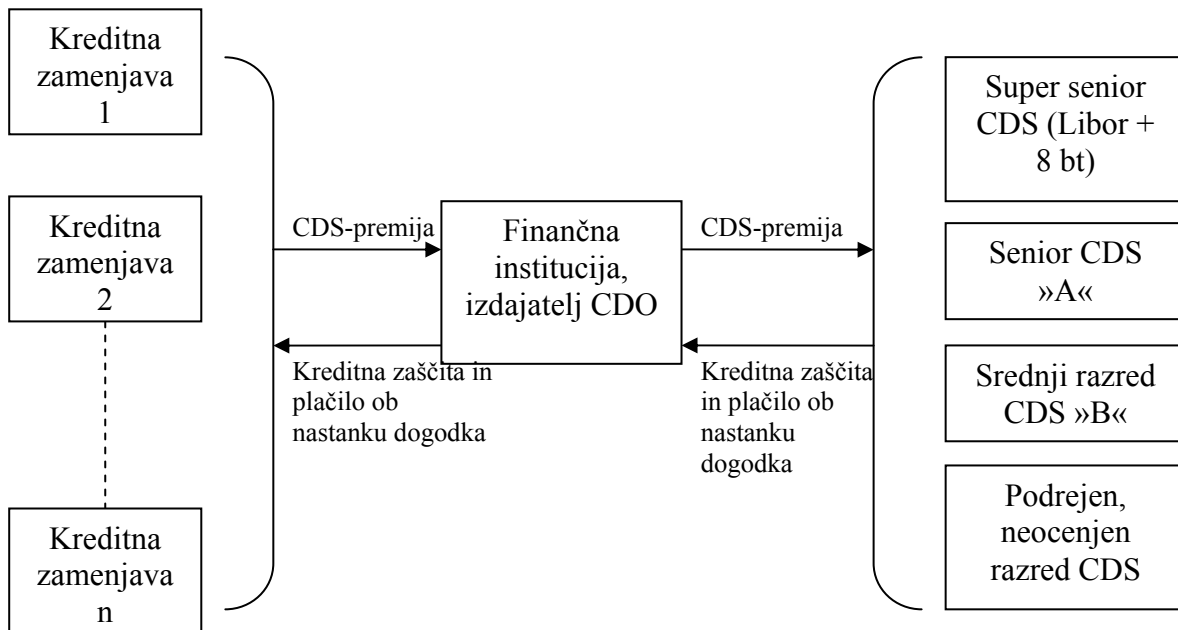 Kreditna
zamenjava
1
Kreditna
zamenjava
2
Kreditna
zamenjava
n
CDS-premija
Kreditna zaščita in
plačilo ob
nastanku dogodka
Finančna
institucija,
izdajatelj CDO
CDS-premija
Kreditna zaščita
in plačilo ob
nastanku
dogodka
Super senior
CDS (Libor +
8 bt)
Senior CDS
»A«
Srednji razred
CDS »B«
Podrejen,
neocenjen
razred CDS